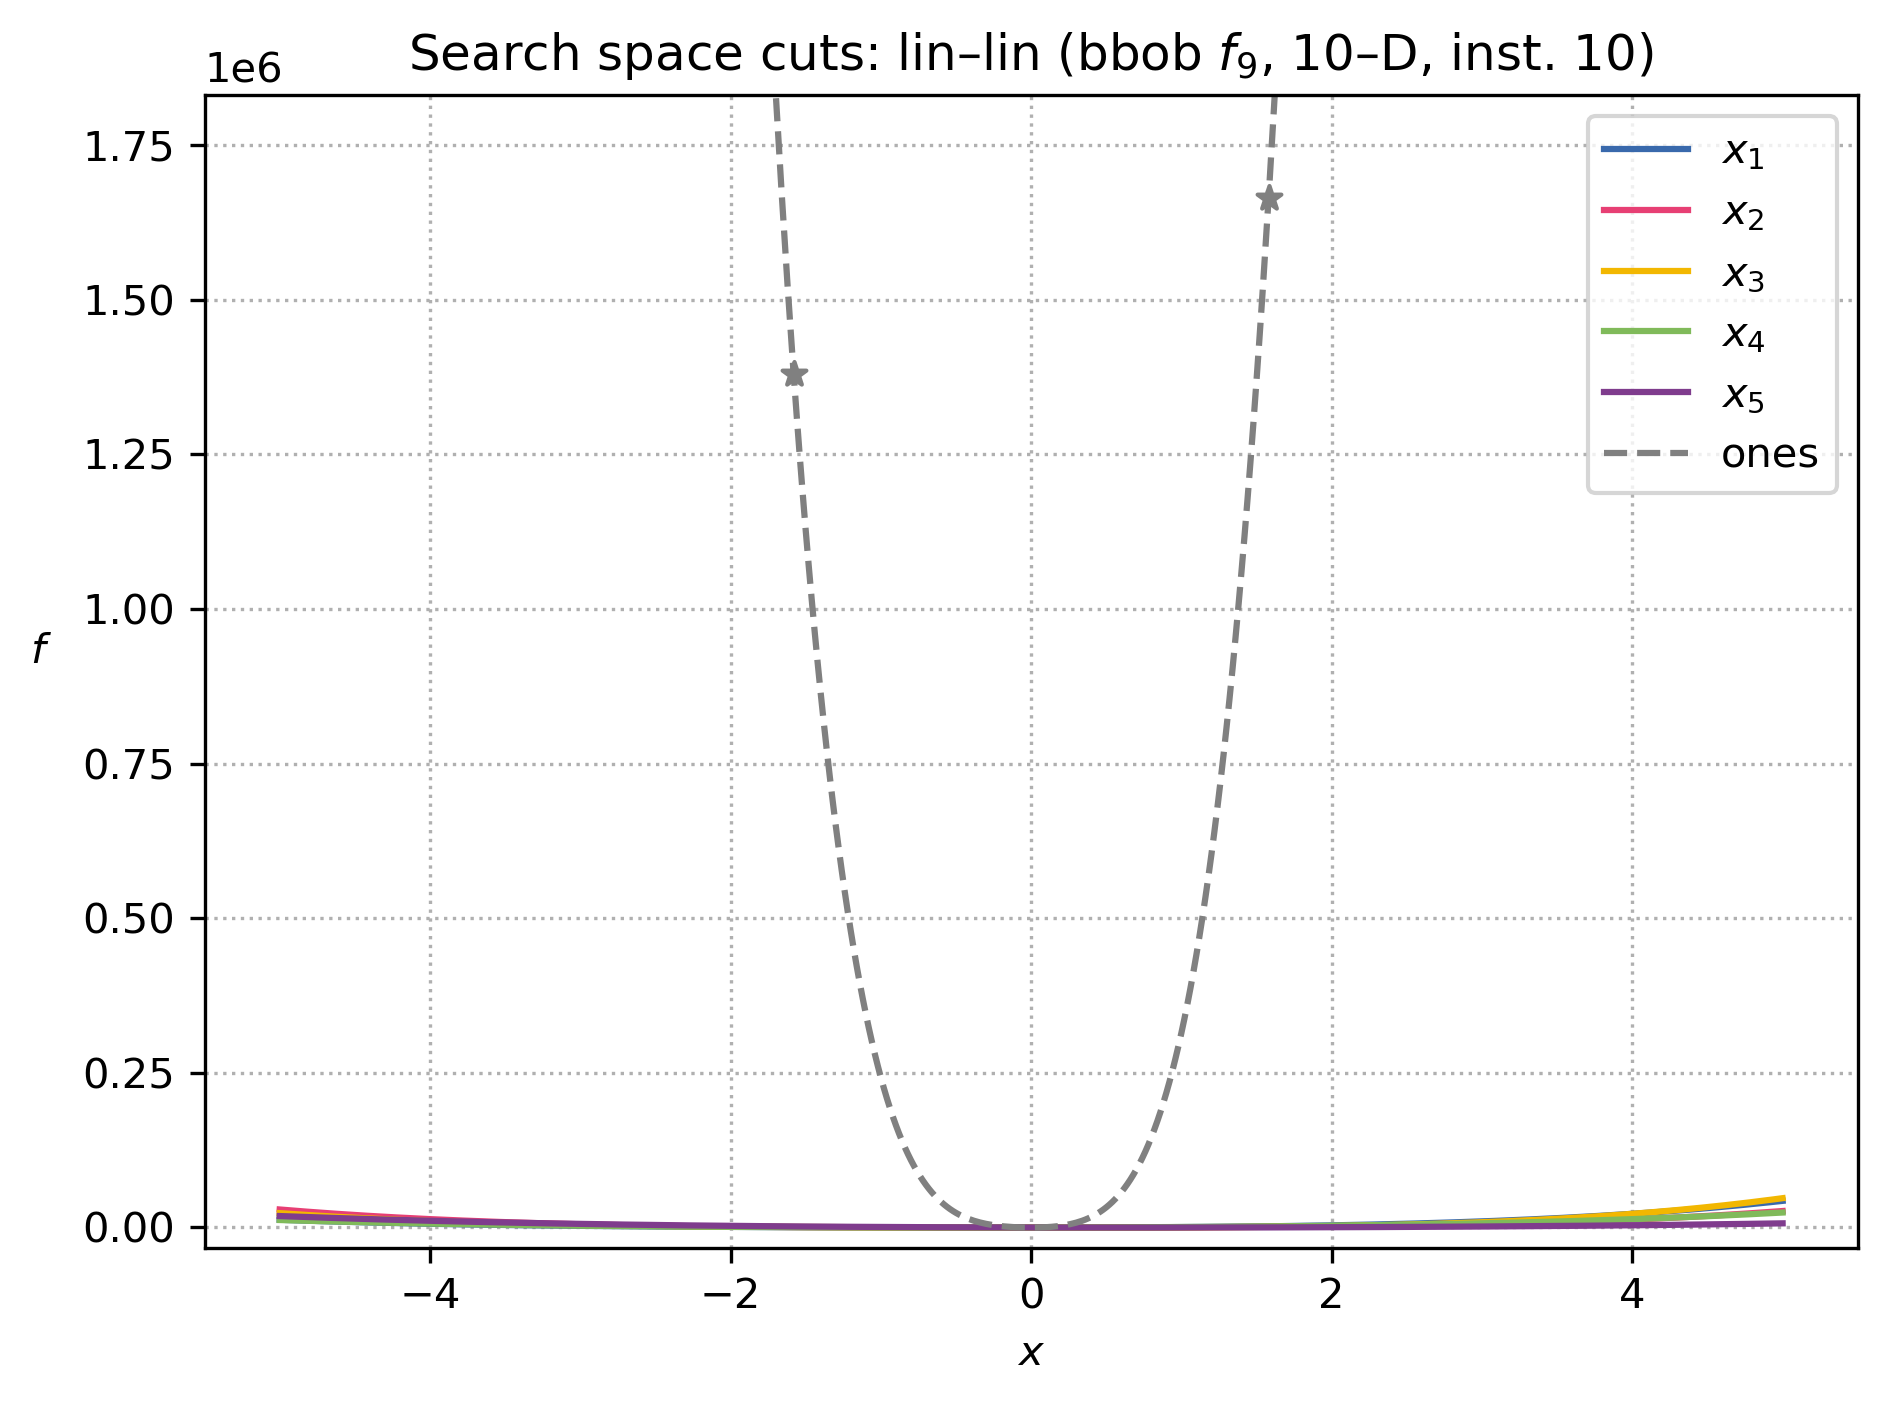 Search space cuts: lin–lin (bbob f₉, 10–D, inst. 10)
1e6
1.75
1.50
1.25
1.00
0.75
0.50
0.25
0.00
f
−4
−2
0
2
4
x
x₁
x₂
x₃
x₄
x₅
ones